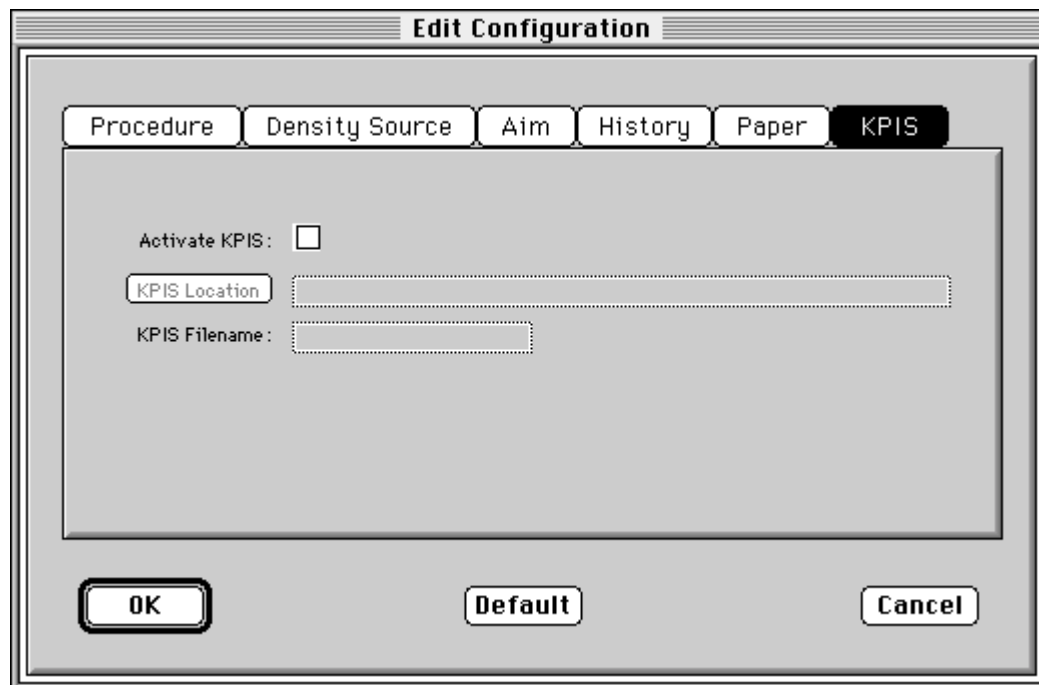 Edit Configuration
Procedure Density Source Aim History Paper KPIS
Activate KPIS:
KPIS Location
KPIS Filename:
OK Default Cancel